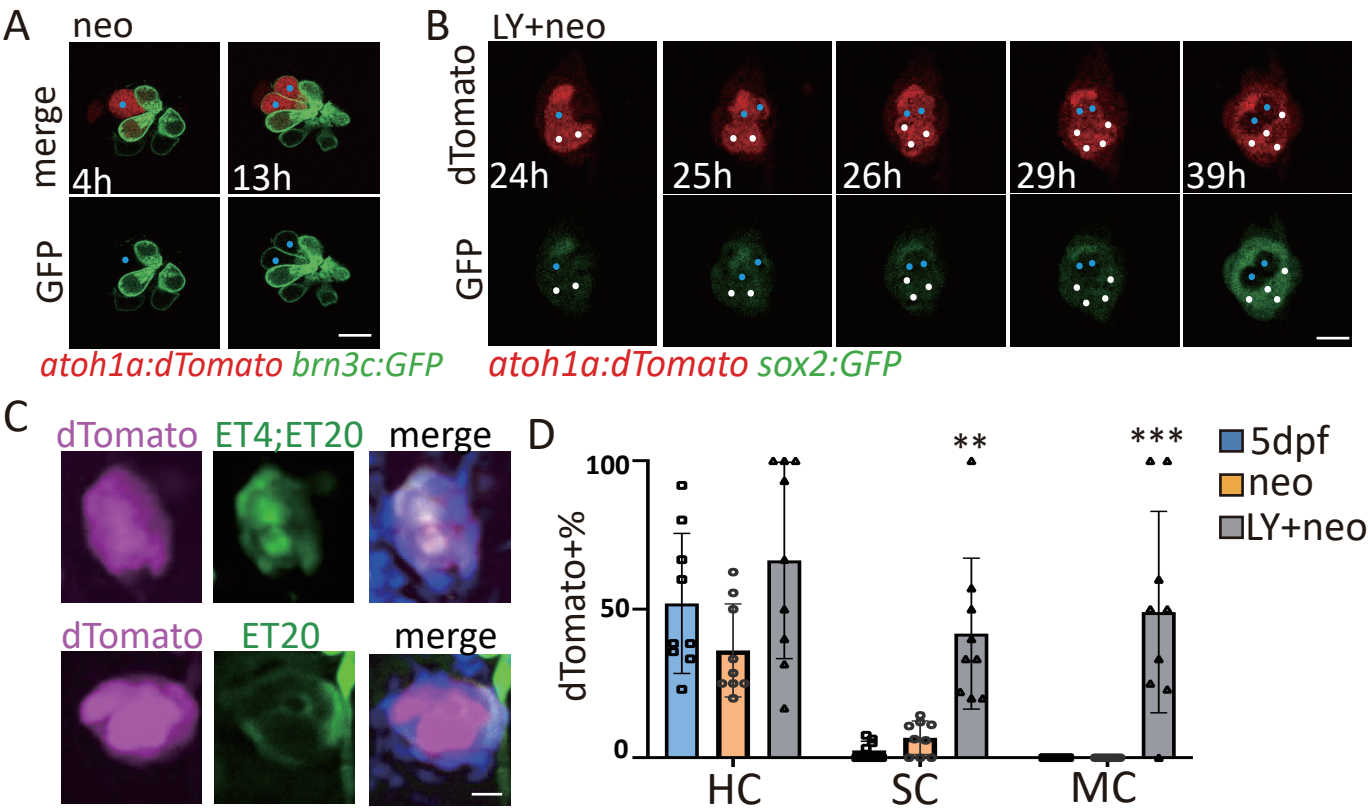 A
neo
merge
4h
13h
GFP
atoh1a:dTomato brn3c:GFP
B
LY+neo
dTomato
24h
25h
26h
29h
39h
GFP
atoh1a:dTomato sox2:GFP
C
dTomato
ET4;ET20
merge
dTomato
ET20
merge
D
dTomato+%
100
50
0
**
***
HC
SC
MC
5dpf
neo
LY+neo